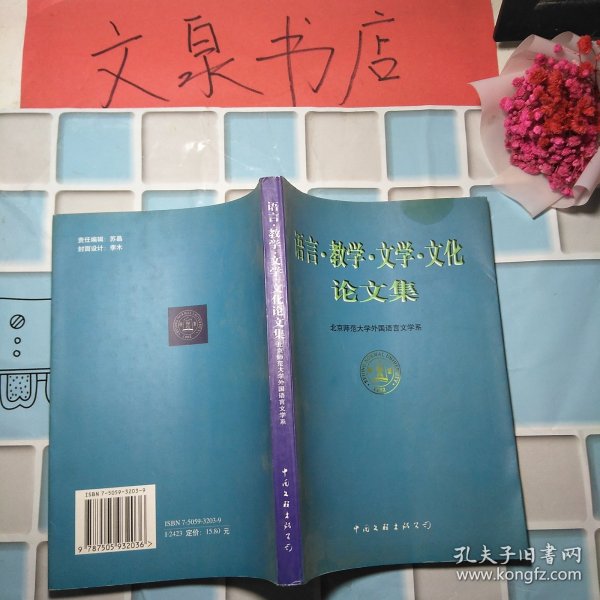 文泉书店
责任编辑 苏晶
封面设计 李木
语言·教学·文学·文化论文集
北京师范大学外国语言文学系
中国文联出版公司
语言·教学·文学·文化
论文集
北京师范大学外国语言文学系
中国文联出版公司
ISBN 7-5059-3203-9
9 787505 932036 >
ISBN 7-5059-3203-9
I·2423 定价: 15.80 元
孔夫子旧书网
www.kongfz.com